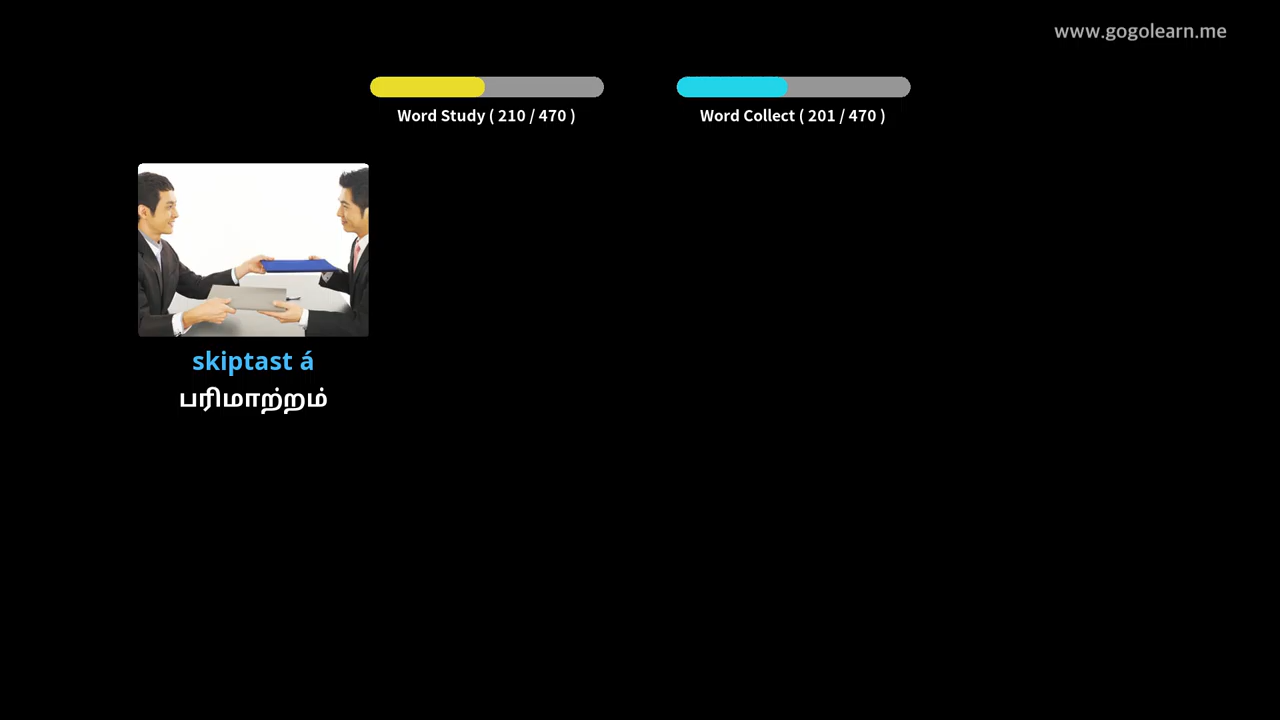 www.gogolearn.me
Word Study ( 210 / 470 )
Word Collect ( 201 / 470 )
skiptast á
பரிமாற்றம்